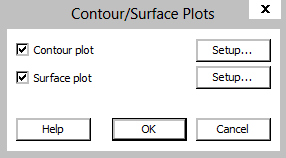 Contour/Surface Plots
x
Contour plot Setup...
Surface plot Setup...
Help OK Cancel